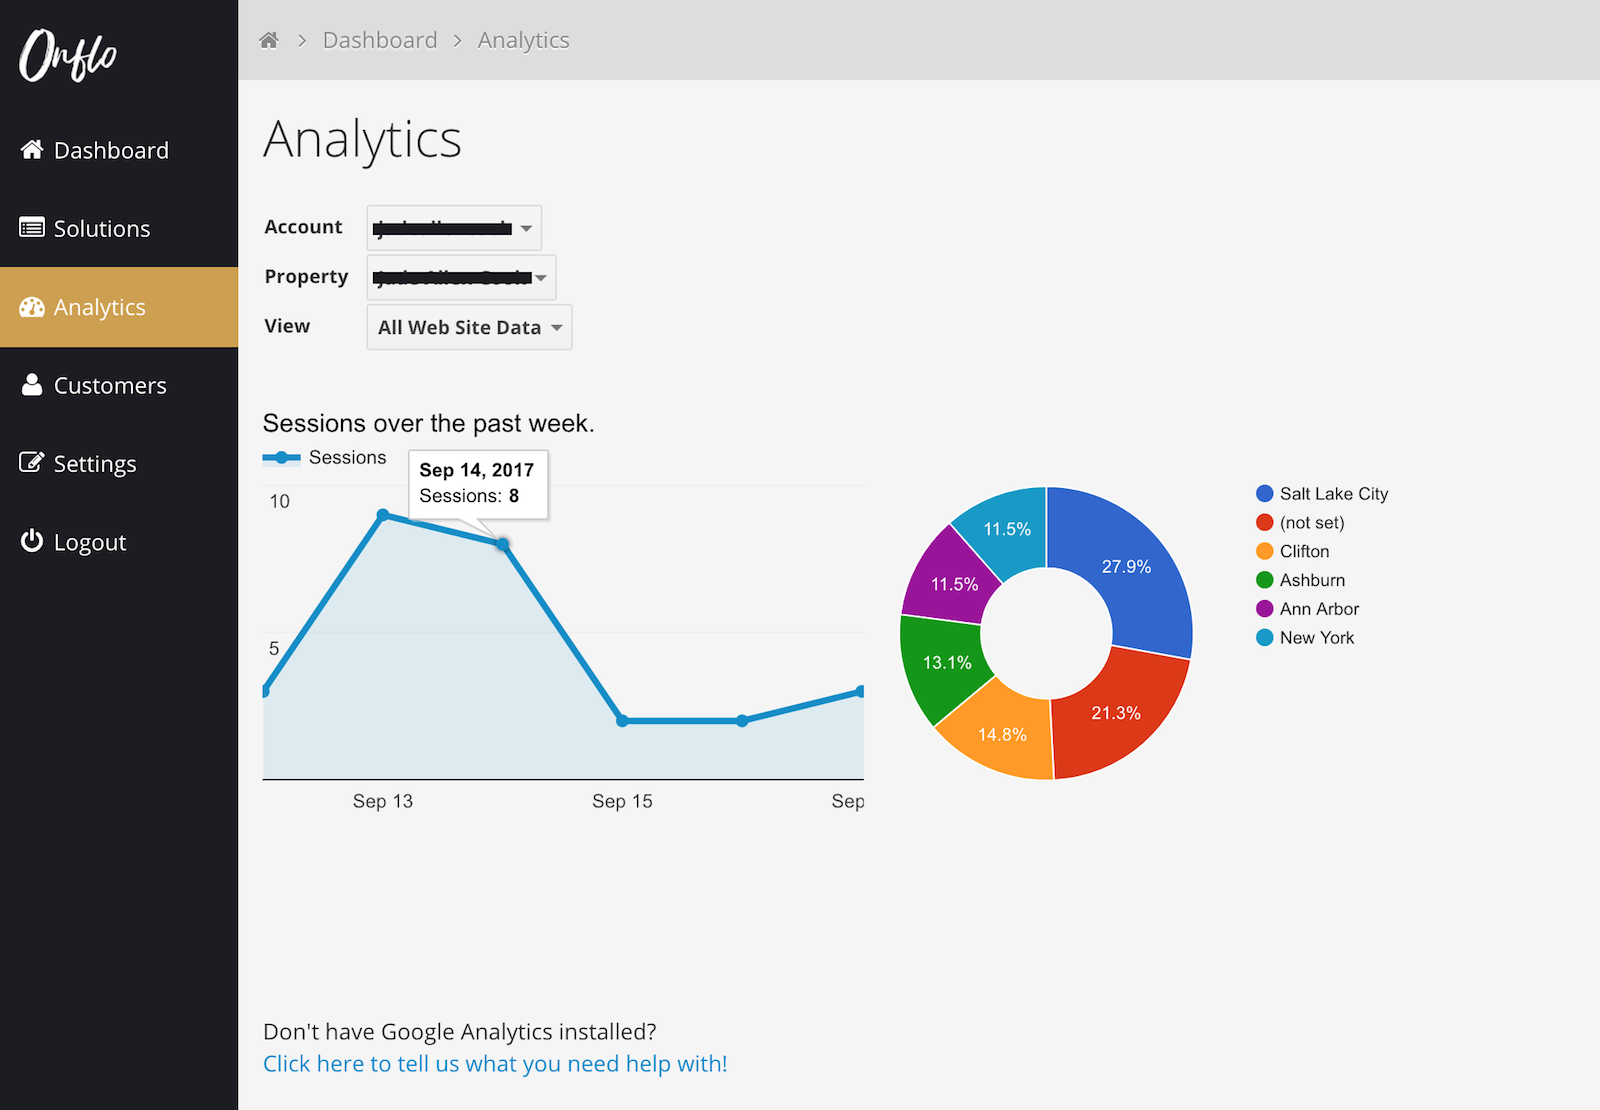 Onflo
Dashboard
Solutions
Analytics
Customers
Settings
Logout
Dashboard > Analytics
Analytics
Account
Property
View All Web Site Data
Sessions over the past week.
Sessions
Sep 14, 2017
Sessions: 8
10
5
Sep 13 Sep 15 Sep
11.5%
27.9%
11.5%
13.1%
21.3%
14.8%
Salt Lake City
(not set)
Clifton
Ashburn
Ann Arbor
New York
Don't have Google Analytics installed?
Click here to tell us what you need help with!